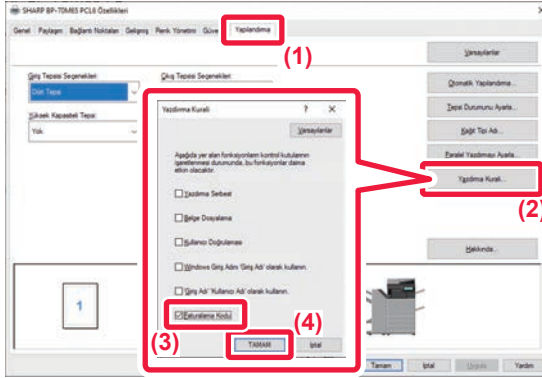 SHARP BP-70M65 PCL6 Özellikleri
Genel Paylaşım Bağlantı Noktaları Gelişmiş Renk Yönetimi Güve Yapılandırma
(1)
Varsayılanlar
Giriş Tepsisi Seçenekleri: Çıkış Tepsisi Seçenekleri:
Dört Tepsi
Otomatik Yapılandırma...
Tepsi Durumunu Ayarla...
Yüksek Kapasiteli Tepsi:
Yok
Kağıt Tipi Adı...
Paralel Yazdırmayı Ayarla...
Yazdırma Kuralı...
(2)
Hakkında...
Yazdırma Kuralı ? X
Varsayılanlar
Aşağıda yer alan fonksiyonların kontrol kutularının
işaretlenmesi durumunda, bu fonksiyonlar daima
etkin olacaktır.
Yazdırma Serbest
Belge Dosyalama
Kullanıcı Doğrulaması
Windows Giriş Adını 'Giriş Adı' olarak kullanın.
'Giriş Adı' 'Kullanıcı Adı' olarak kullanın.
Faturalama Kodu
(3)
(4)
TAMAM İptal
1
Tamam İptal Uygula Yardım